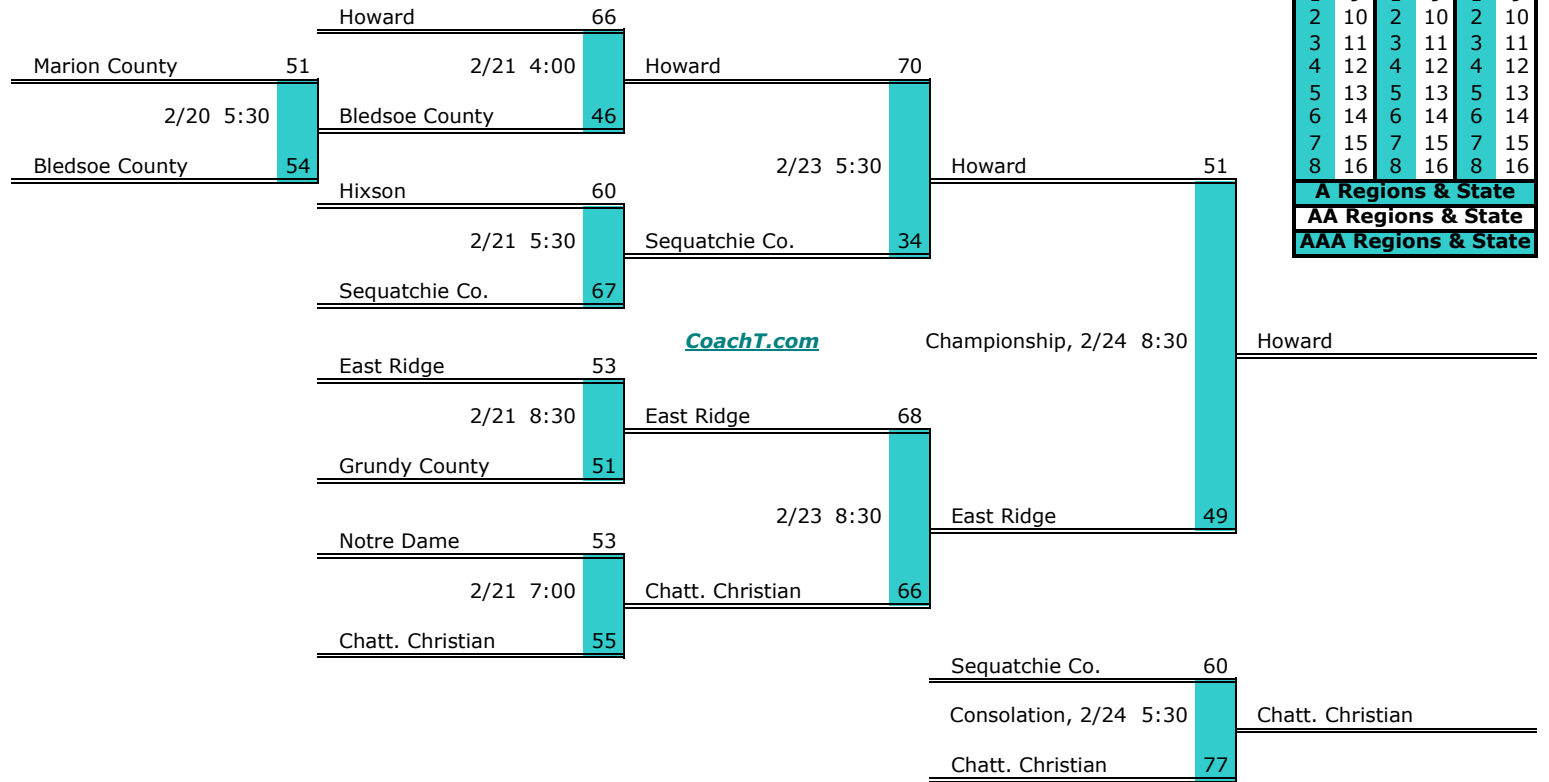 Howard 66
Marion County 51
2/21 4:00
Howard 70
2/20 5:30
Bledsoe County 46
Bledsoe County 54
2/23 5:30
Howard 51
Hixson 60
2/21 5:30
Sequatchie Co. 34
Sequatchie Co. 67
CoachT.com
Championship, 2/24 8:30
Howard
East Ridge 53
2/21 8:30
East Ridge 68
Grundy County 51
2/23 8:30
East Ridge 49
Notre Dame 53
2/21 7:00
Chatt. Christian 66
Chatt. Christian 55
Sequatchie Co. 60
Consolation, 2/24 5:30
Chatt. Christian
Chatt. Christian 77
2 10 2 10 2 10
3 11 3 11 3 11
4 12 4 12 4 12
5 13 5 13 5 13
6 14 6 14 6 14
7 15 7 15 7 15
8 16 8 16 8 16
A Regions & State
AA Regions & State
AAA Regions & State